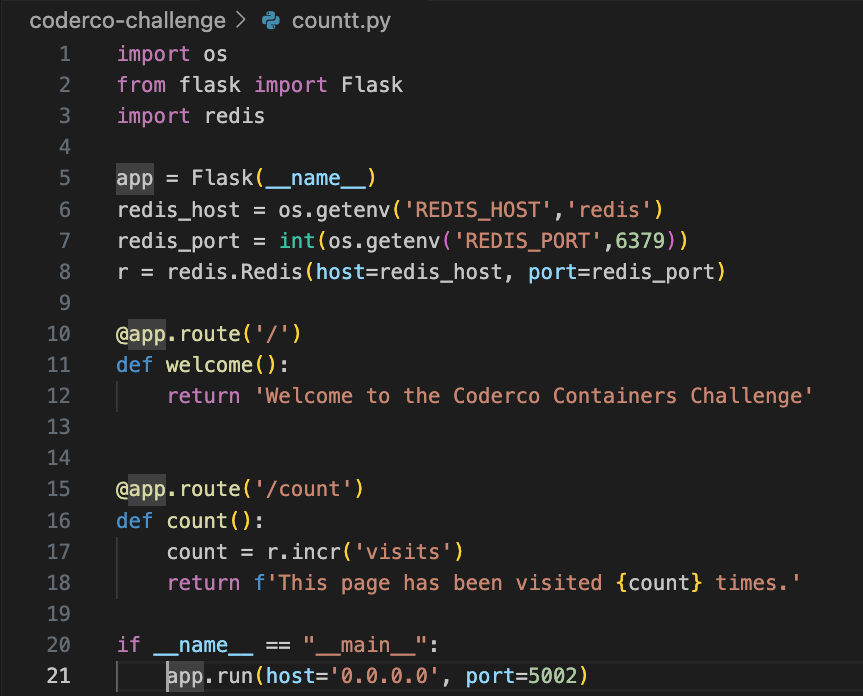 coderco-challenge > countt.py
1 import os
2 from flask import Flask
3 import redis
4
5 app = Flask(__name__)
6 redis_host = os.getenv('REDIS_HOST','redis')
7 redis_port = int(os.getenv('REDIS_PORT',6379))
8 r = redis.Redis(host=redis_host, port=redis_port)
9
10 @app.route('/')
11 def welcome():
12     return 'Welcome to the Coderco Containers Challenge'
13
14
15 @app.route('/count')
16 def count():
17     count = r.incr('visits')
18     return f'This page has been visited {count} times.'
19
20 if __name__ == "__main__":
21     app.run(host='0.0.0.0', port=5002)